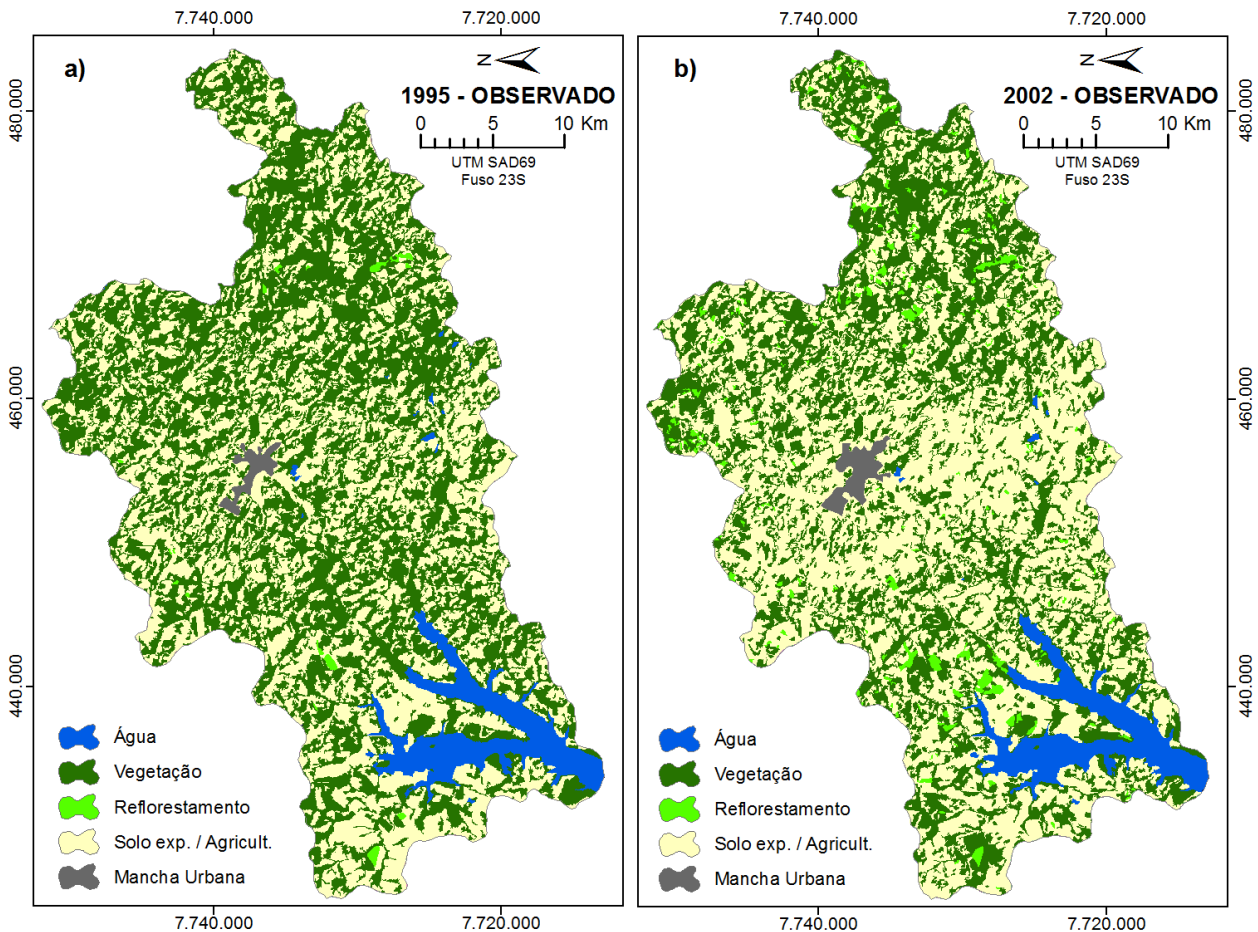 7.740.000
7.720.000
7.740.000
7.720.000
a)
N
1995 - OBSERVADO
0 5 10 Km
UTM SAD69
Fuso 23S
480.000
460.000
440.000
Água
Vegetação
Reflorestamento
Solo exp. / Agricult.
Mancha Urbana
7.740.000
7.720.000
b)
N
2002 - OBSERVADO
0 5 10 Km
UTM SAD69
Fuso 23S
480.000
460.000
440.000
Água
Vegetação
Reflorestamento
Solo exp. / Agricult.
Mancha Urbana
7.740.000
7.720.000